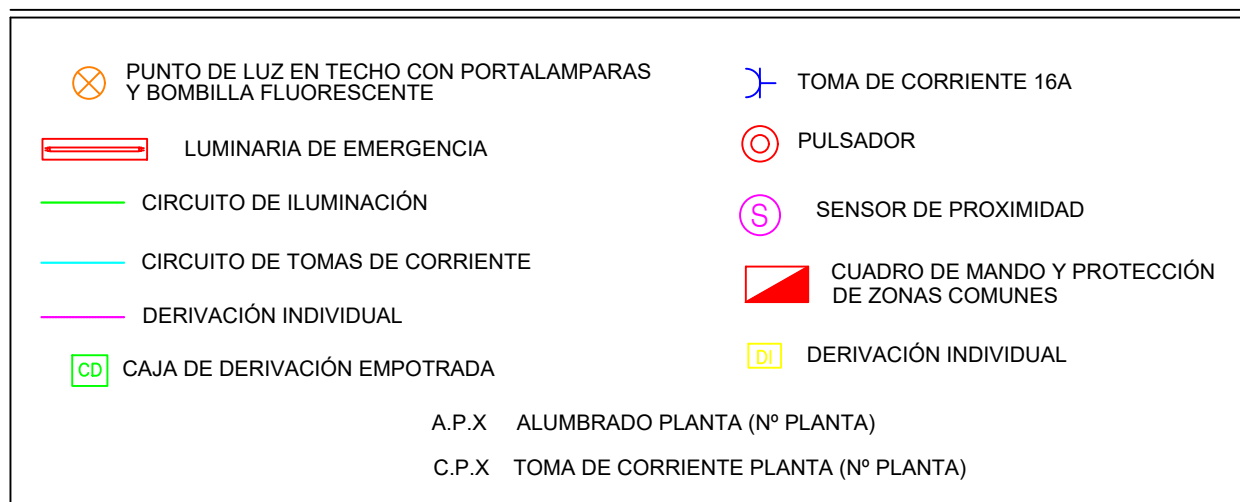 PUNTO DE LUZ EN TECHO CON PORTALAMPARAS
Y BOMBILLA FLUORESCENTE
LUMINARIA DE EMERGENCIA
CIRCUITO DE ILUMINACIÓN
CIRCUITO DE TOMAS DE CORRIENTE
DERIVACIÓN INDIVIDUAL
CD CAJA DE DERIVACIÓN EMPOTRADA
TOMA DE CORRIENTE 16A
PULSADOR
S SENSOR DE PROXIMIDAD
CUADRO DE MANDO Y PROTECCIÓN
DE ZONAS COMUNES
DI DERIVACIÓN INDIVIDUAL
A.P.X ALUMBRADO PLANTA (Nº PLANTA)
C.P.X TOMA DE CORRIENTE PLANTA (Nº PLANTA)